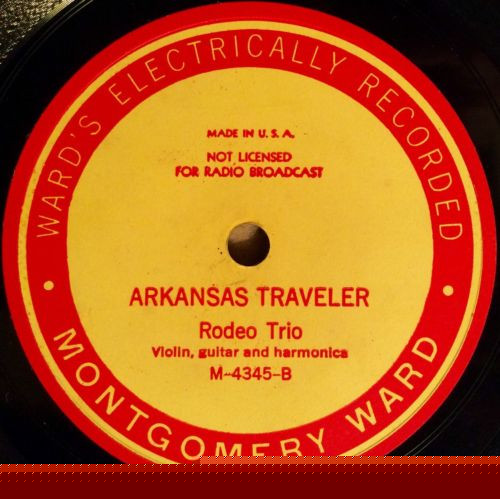 WARD'S ELECTRICALLY RECORDED
MADE IN U. S. A.
NOT LICENSED
FOR RADIO BROADCAST
ARKANSAS TRAVELER
Rodeo Trio
Violin, guitar and harmonica
M-4345-B
MONTGOMERY WARD